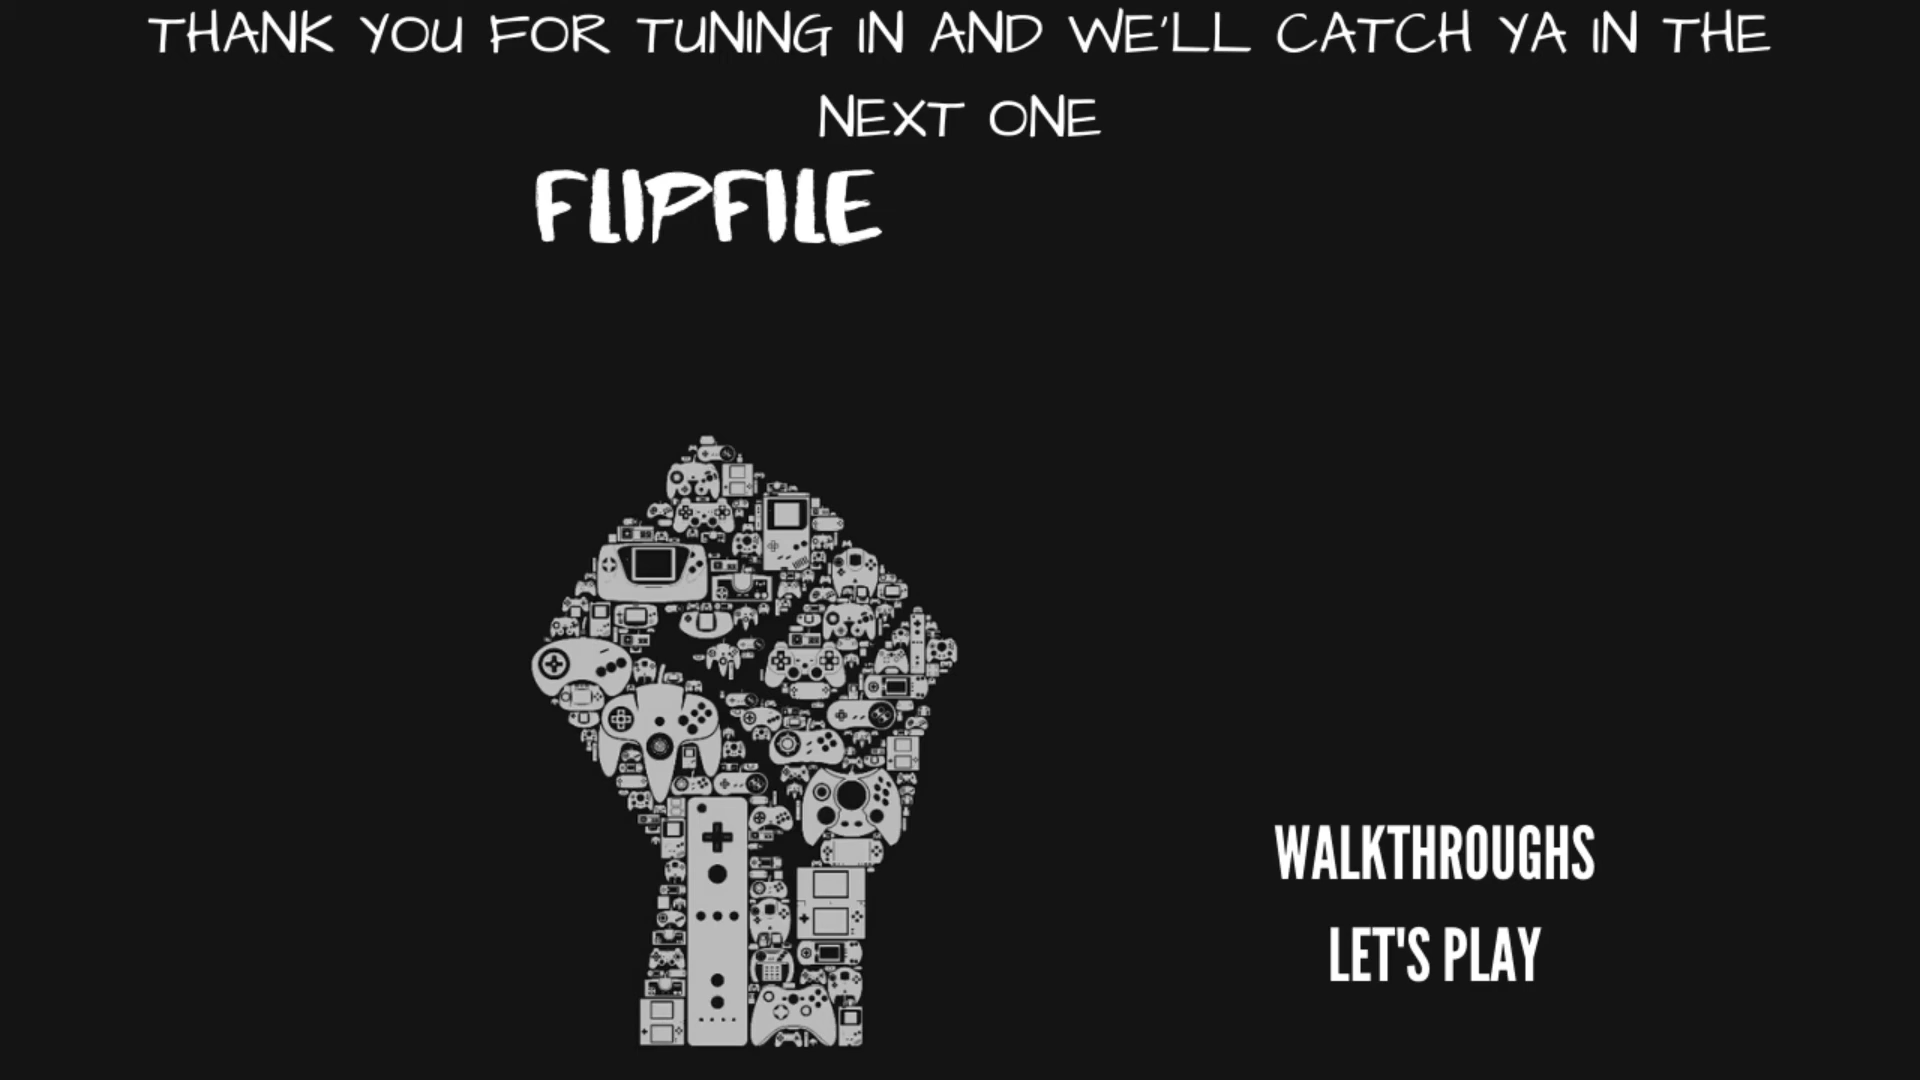 THANK YOU FOR TUNING IN AND WE'LL CATCH YA IN THE
NEXT ONE
FLIPFILE
WALKTHROUGHS
LET'S PLAY